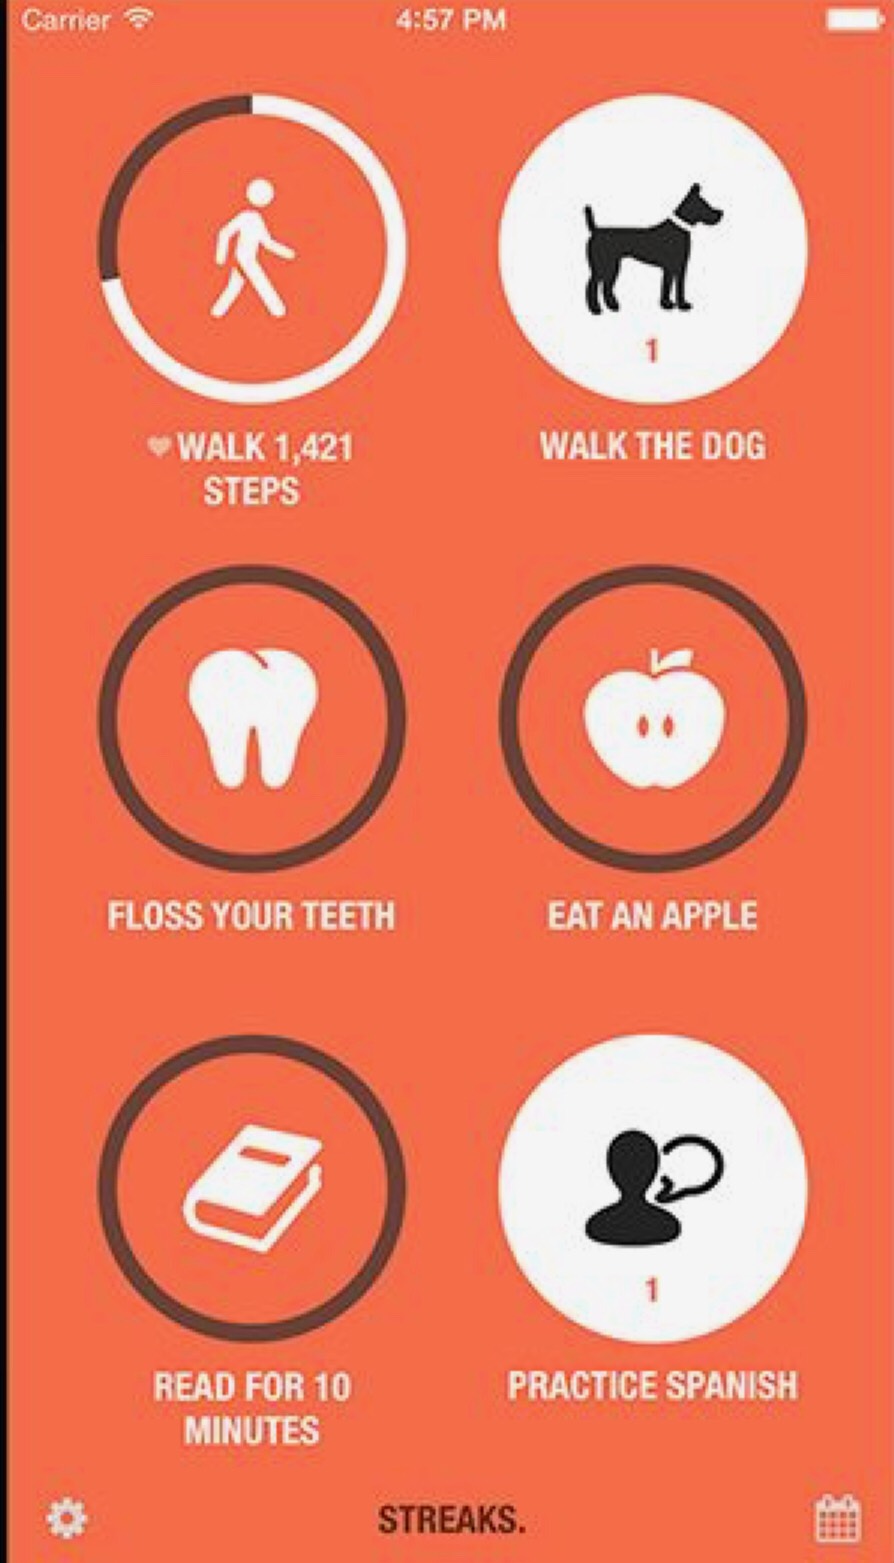 Carrier 4:57 PM
1
WALK 1,421
STEPS
WALK THE DOG
FLOSS YOUR TEETH
EAT AN APPLE
1
READ FOR 10
MINUTES
PRACTICE SPANISH
STREAKS.